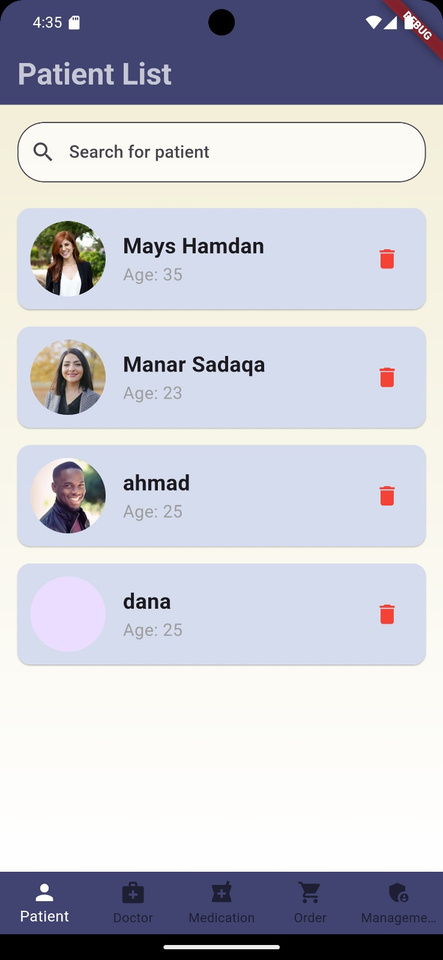 4:35
DEBUG
Patient List
Search for patient
Mays Hamdan
Age: 35
Manar Sadaqa
Age: 23
ahmad
Age: 25
dana
Age: 25
Patient
Doctor
Medication
Order
Manageme...